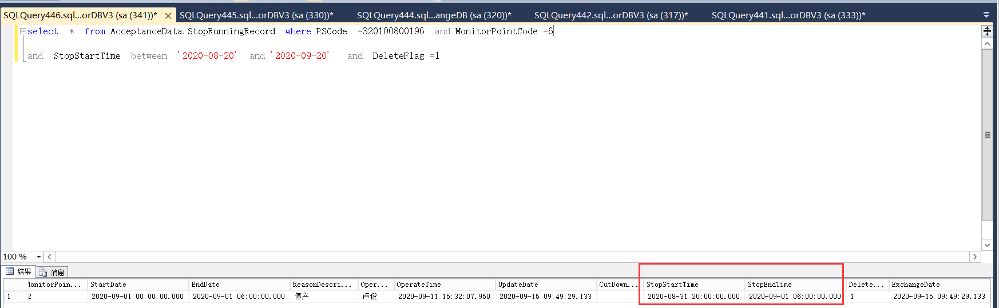 SQLQuery446.sql...orDBV3 (sa (341))* SQLQuery445.sql...orDBV3 (sa (330))* SQLQuery444.sql...angeDB (sa (320))* SQLQuery442.sql...orDBV3 (sa (317))* SQLQuery441.sql...orDBV3 (sa (333))*
select * from AcceptanceData.StopRunningRecord where PSCode =320100800196 and MonitorPointCode =6
and StopStartTime between '2020-08-20' and '2020-09-20' and DeleteFlag =1
100 %
结果 消息
MonitorPoin... StartDate EndDate ReasonDescri... Oper... OperateTime UpdateDate CutDown... StopStartTime StopEndTime Delete... ExchangeDate
1 2 2020-09-01 00:00:00.000 2020-09-01 06:00:00.000 停产 卢俊 2020-09-11 15:32:07.950 2020-09-15 09:49:29.133 2020-08-31 20:00:00.000 2020-09-01 06:00:00.000 1 2020-09-15 09:49:29.133